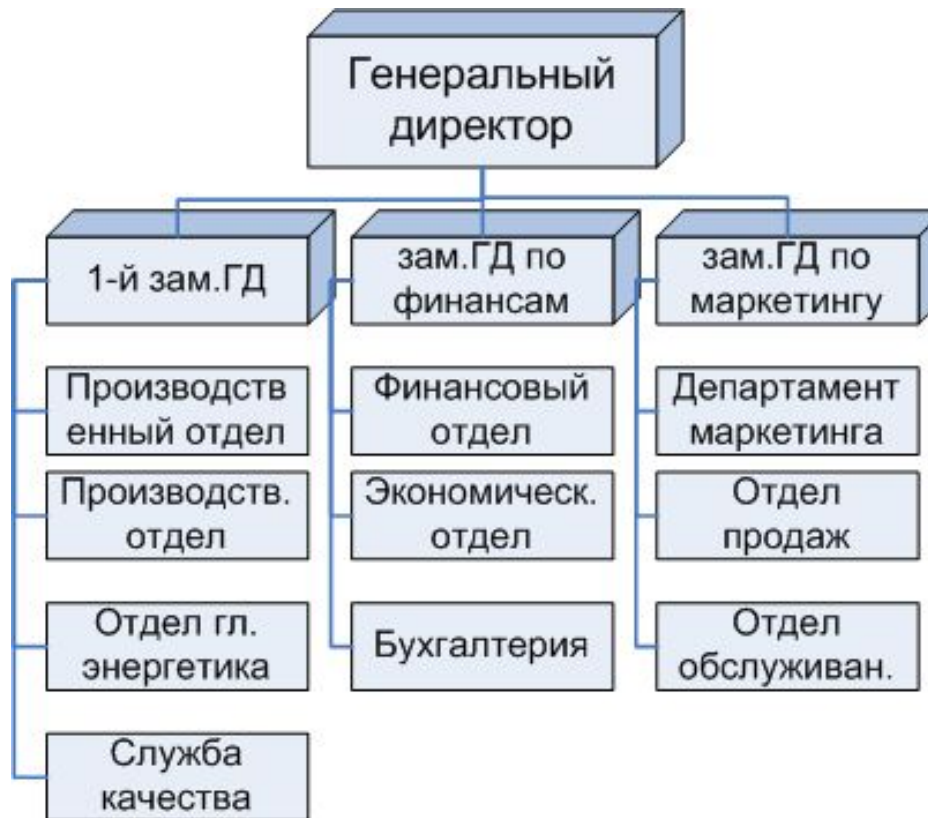 Генеральный
директор
1-й зам.ГД
зам.ГД по
финансам
зам.ГД по
маркетингу
Производств
енный отдел
Финансовый
отдел
Департамент
маркетинга
Производств.
отдел
Экономическ.
отдел
Отдел
продаж
Отдел гл.
энергетика
Бухгалтерия
Отдел
обслуживан.
Служба
качества